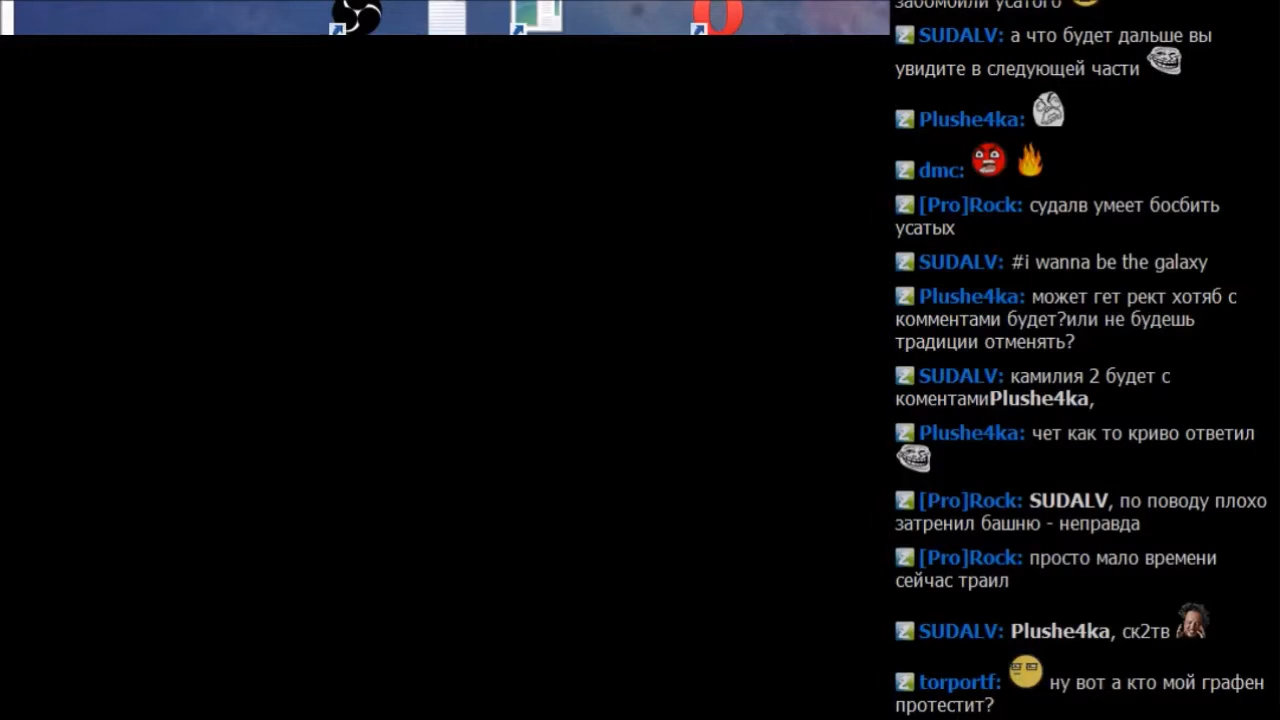 забомбили усатого
SUDALV: а что будет дальше вы
увидите в следующей части
Plushe4ka:
dmc:
[Pro]Rock: судалв умеет босбить
усатых
SUDALV: #i wanna be the galaxy
Plushe4ka: может гет рект хотяб с
комментами будет?или не будешь
традиции отменять?
SUDALV: камилия 2 будет с
коментамиPlushe4ka,
Plushe4ka: чет как то криво ответил
[Pro]Rock: SUDALV, по поводу плохо
затренил башню - неправда
[Pro]Rock: просто мало времени
сейчас траил
SUDALV: Plushe4ka, ск2тв
torportf: ну вот а кто мой графен
протестит?